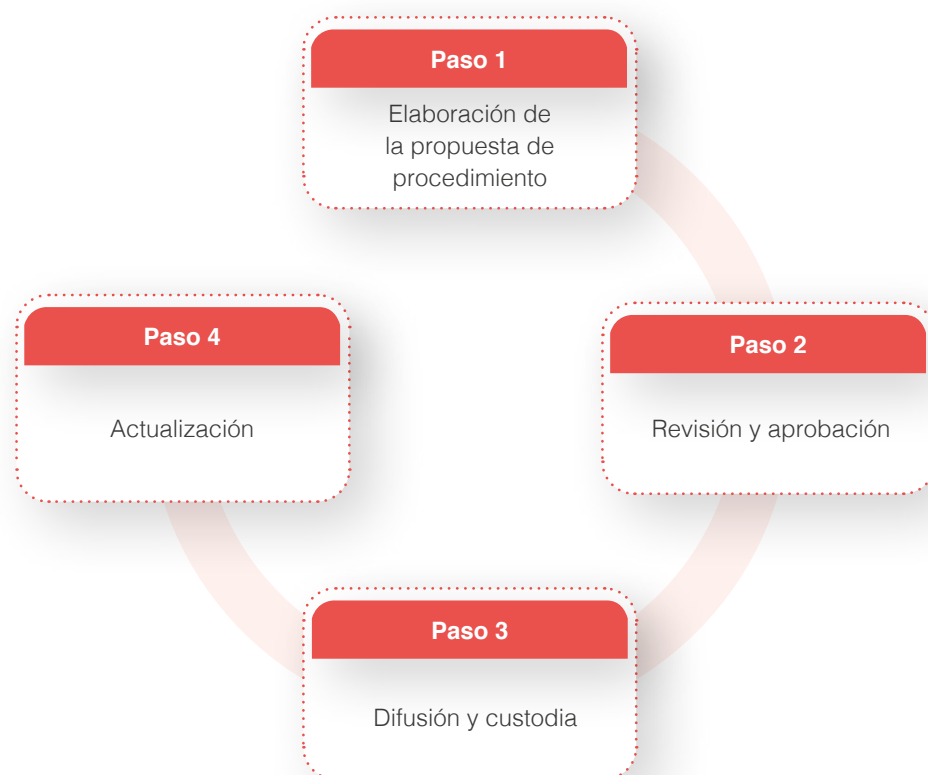 Paso 1
Elaboración de
la propuesta de
procedimiento
Paso 2
Revisión y aprobación
Paso 3
Difusión y custodia
Paso 4
Actualización